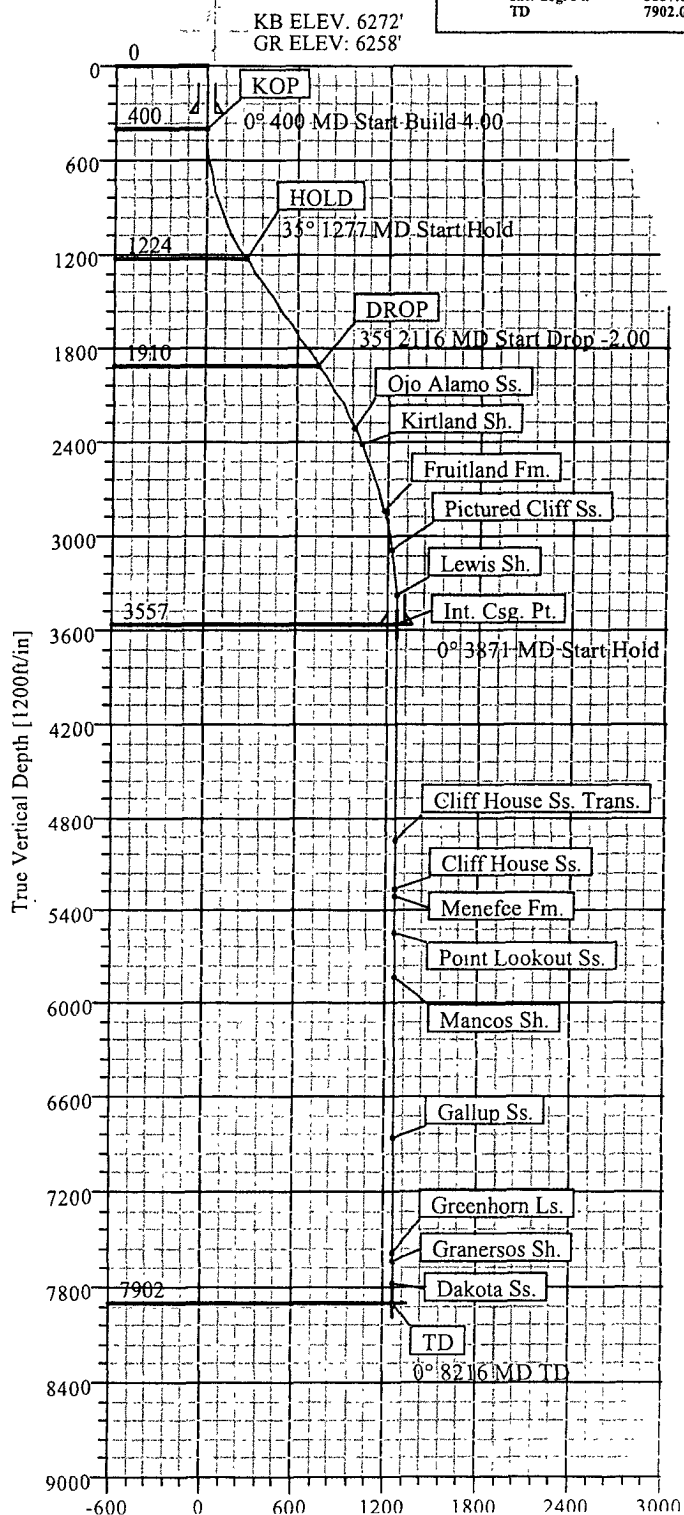 KB ELEV. 6272'
GR ELEV: 6258'
TD 7902.0
0
0
KOP
400
0° 400 MD Start Build 4.00
600
HOLD
35° 1277 MD Start Hold
1224
1200
DROP
35° 2116 MD Start Drop -2.00
1800
1910
Ojo Alamo Ss.
Kirtland Sh.
2400
Fruitland Fm.
Pictured Cliff Ss.
3000
Lewis Sh.
3557
Int. Csg. Pt.
3600
0° 3871 MD Start Hold
True Vertical Depth [1200ft/in]
4200
Cliff House Ss. Trans.
4800
Cliff House Ss.
5400
Menefee Fm.
Point Lookout Ss.
6000
Mancos Sh.
6600
Gallup Ss.
7200
Greenhorn Ls.
Granersos Sh.
7800
7902
Dakota Ss.
TD
0° 8216 MD TD
8400
9000
-600 0 600 1200 1800 2400 3000